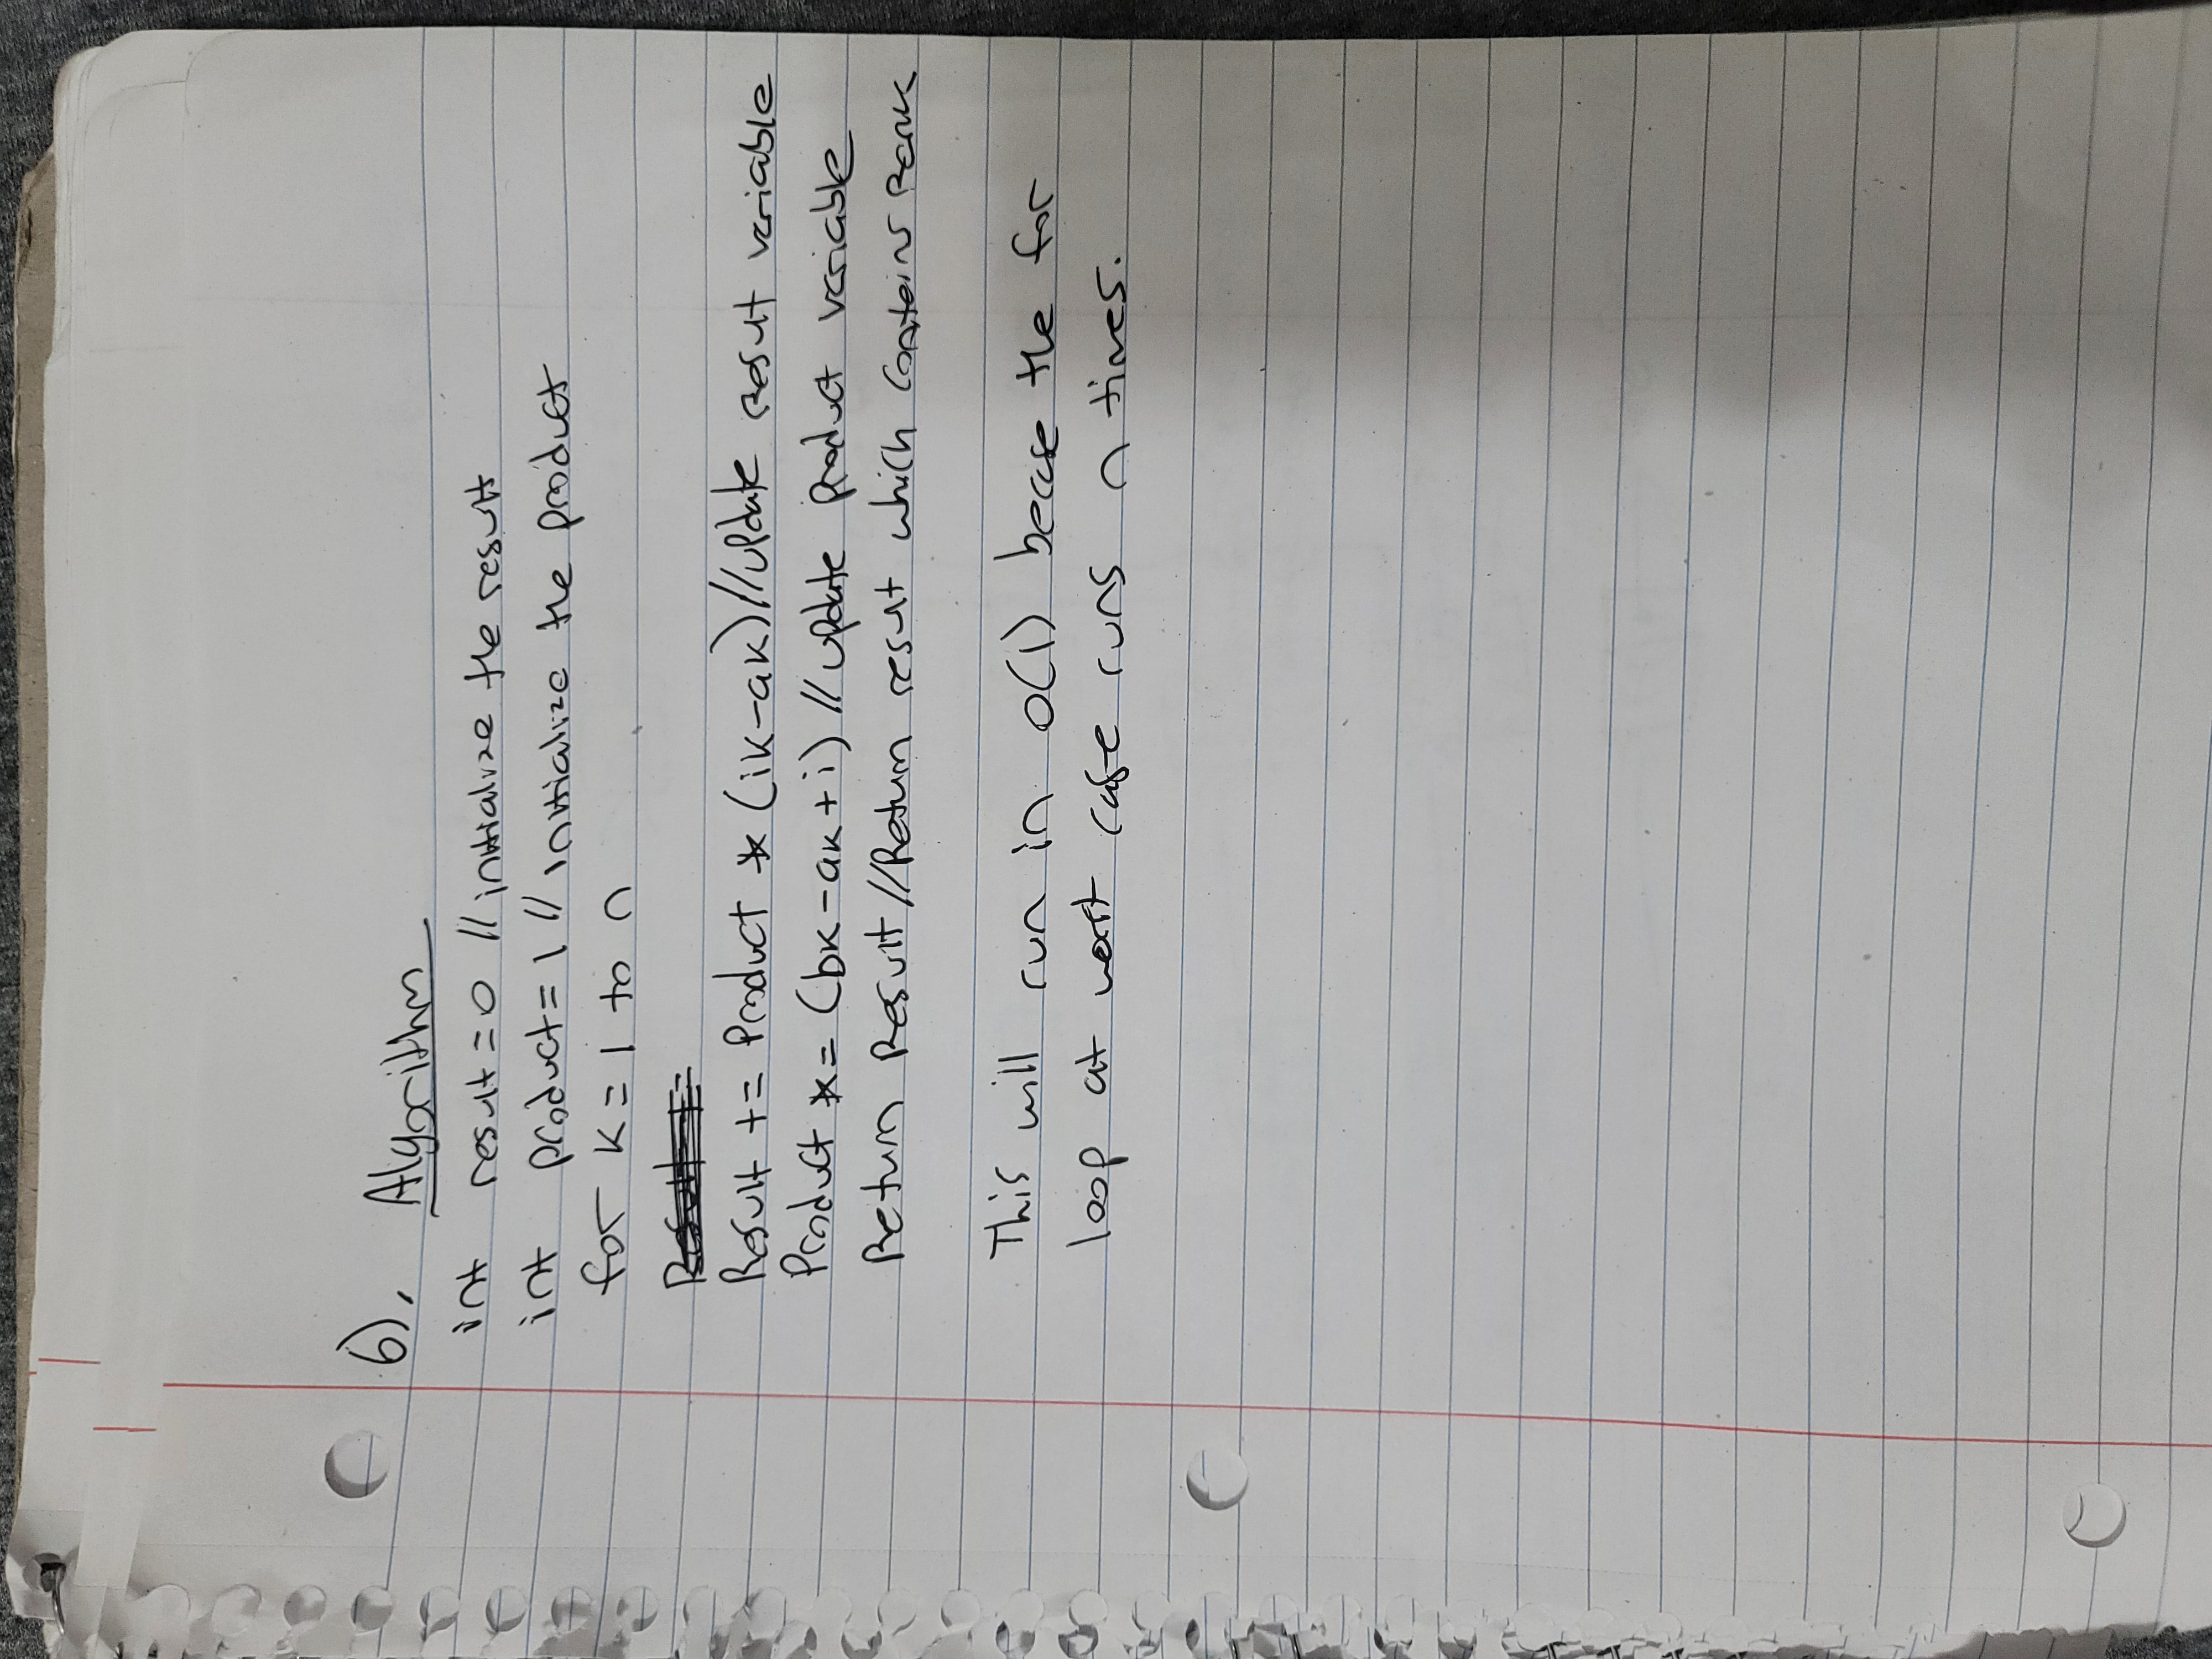 6). Algorithm
int result = 0 // initialize the result
int product = 1 // initialize the product
for k = 1 to n
Result +=
Result += Product * (ik-ak) // update result variable
Product *= (bk-ak+i) // update product variable
Return Result // Return result which contains Rank
This will run in O(1) becase the for
loop at worst case runs n times.